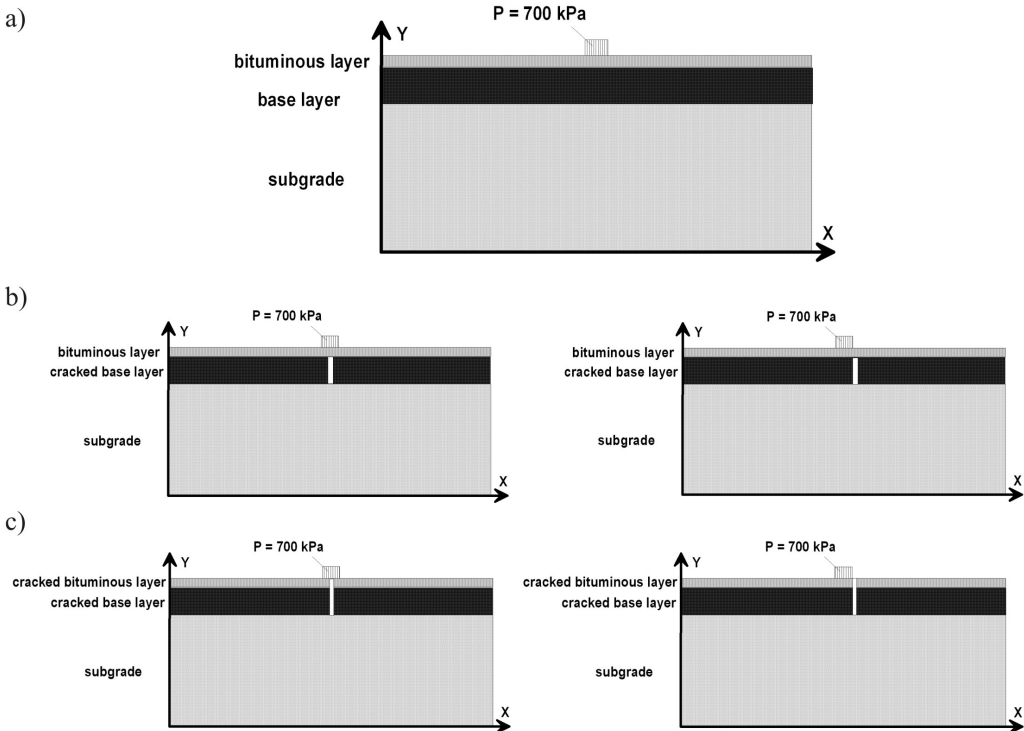 a)
P = 700 kPa
Y
bituminous layer
base layer
subgrade
X
b)
P = 700 kPa
Y
bituminous layer
cracked base layer
subgrade
X
P = 700 kPa
Y
bituminous layer
cracked base layer
subgrade
X
c)
P = 700 kPa
Y
cracked bituminous layer
cracked base layer
subgrade
X
P = 700 kPa
Y
cracked bituminous layer
cracked base layer
subgrade
X